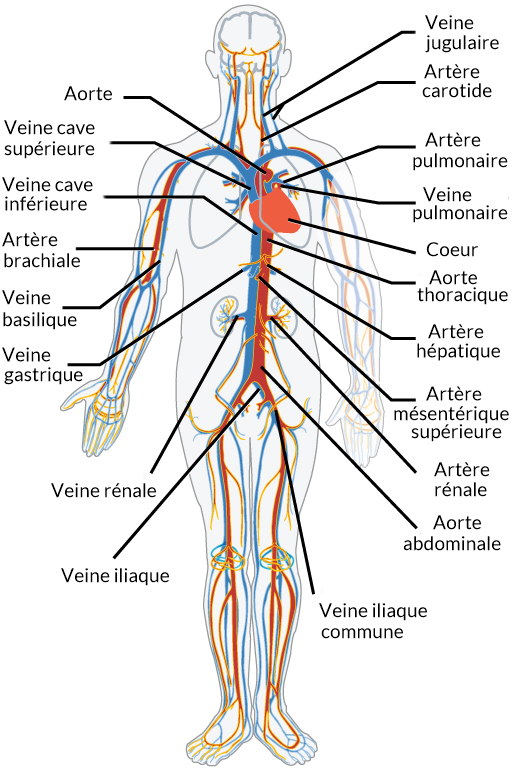 Aorte
Veine cave
supérieure
Veine cave
inférieure
Artère
brachiale
Veine
basilique
Veine
gastrique
Veine rénale
Veine iliaque
Veine
jugulaire
Artère
carotide
Artère
pulmonaire
Veine
pulmonaire
Coeur
Aorte
thoracique
Artère
hépatique
Artère
mésentérique
supérieure
Artère
rénale
Aorte
abdominale
Veine iliaque
commune